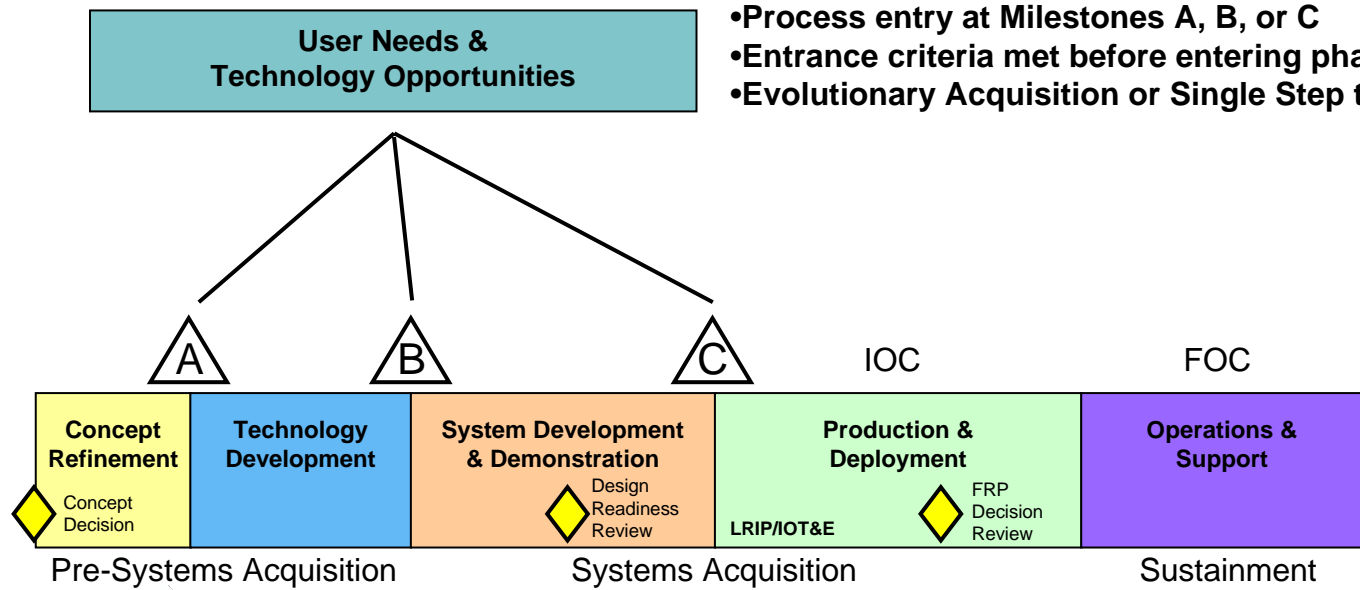 User Needs &
Technology Opportunities
•Process entry at Milestones A, B, or C
•Entrance criteria met before entering
•Evolutionary Acquisition or Single Step
A
B
C
IOC
FOC
Concept
Refinement
Technology
Development
System Development
& Demonstration
Production &
Deployment
Operations &
Support
Concept
Decision
Design
Readiness
Review
LRIP/IOT&E
FRP
Decision
Review
Pre-Systems Acquisition
Systems Acquisition
Sustainment